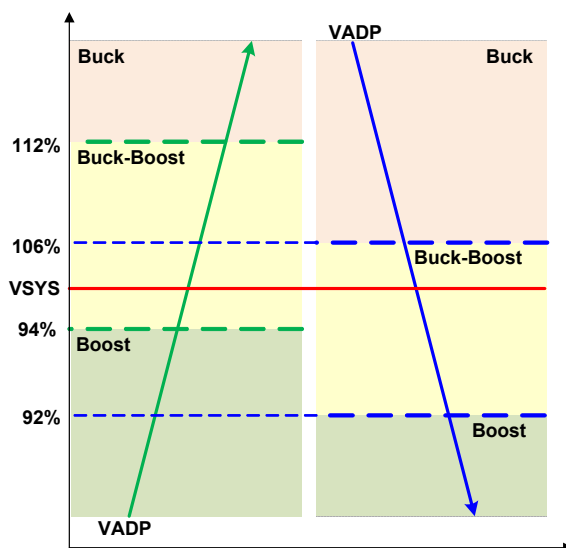 VADP
Buck
Buck
112%
Buck-Boost
106%
Buck-Boost
VSYS
94%
Boost
92%
Boost
VADP